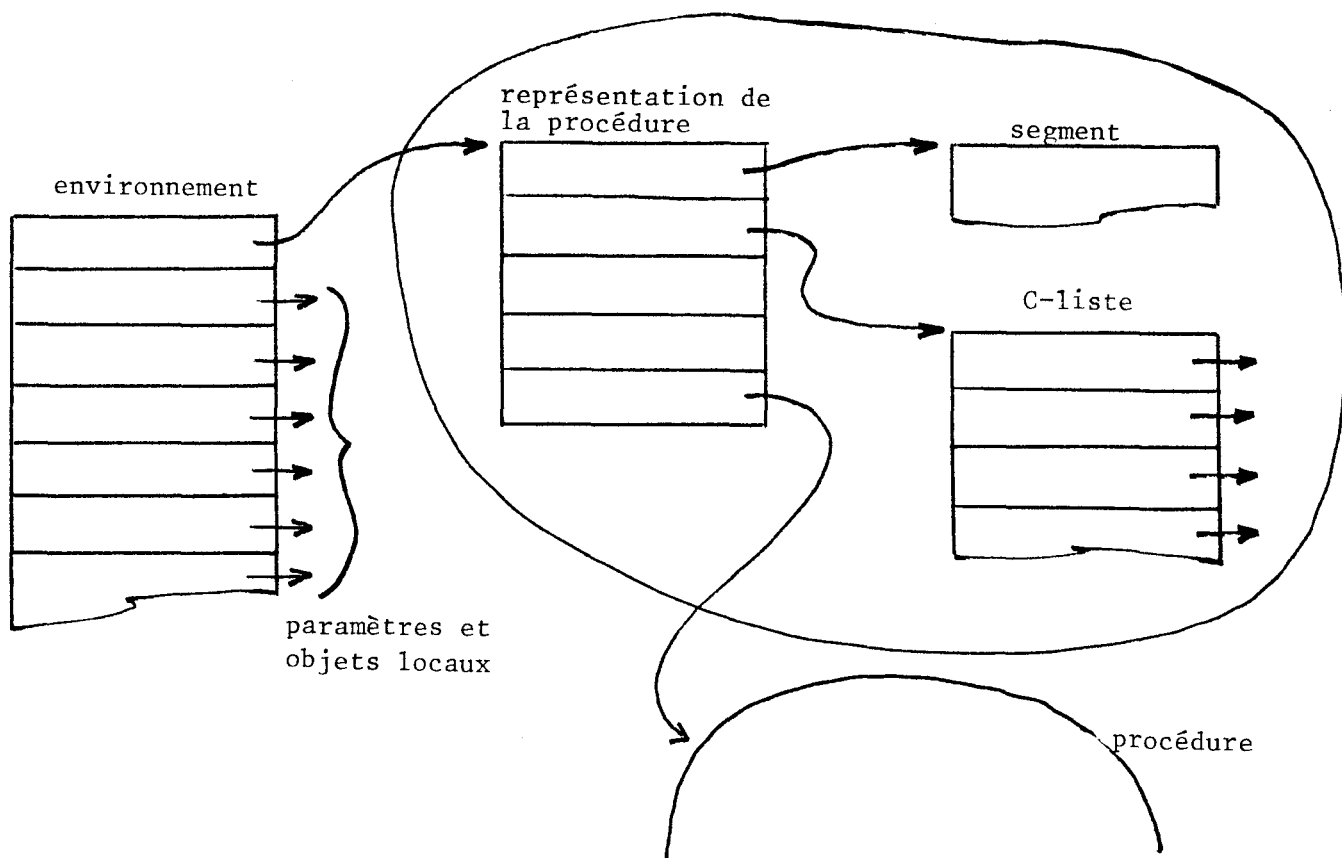 représentation de
la procédure
segment
environnement
C-liste
paramètres et
objets locaux
procédure